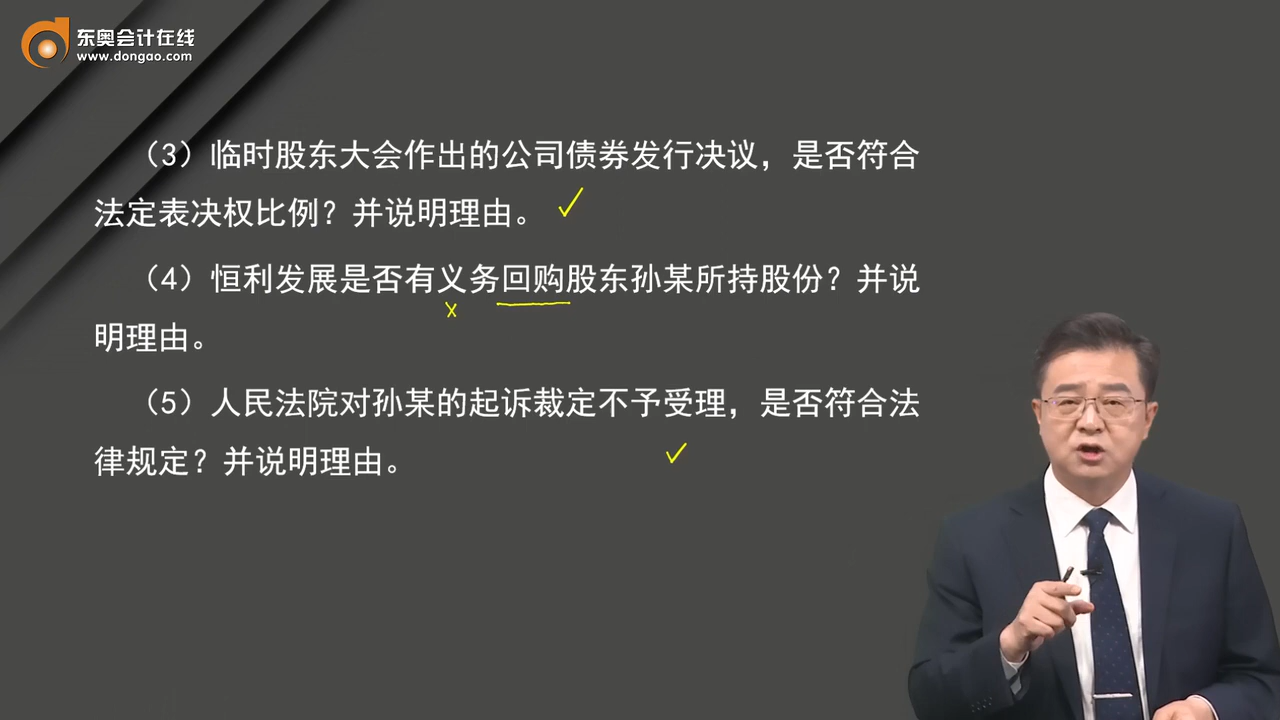 东奥会计在线
www.dongao.com
（3）临时股东大会作出的公司债券发行决议，是否符合
法定表决权比例？并说明理由。
（4）恒利发展是否有义务回购股东孙某所持股份？并说
明理由。
（5）人民法院对孙某的起诉裁定不予受理，是否符合法
律规定？并说明理由。